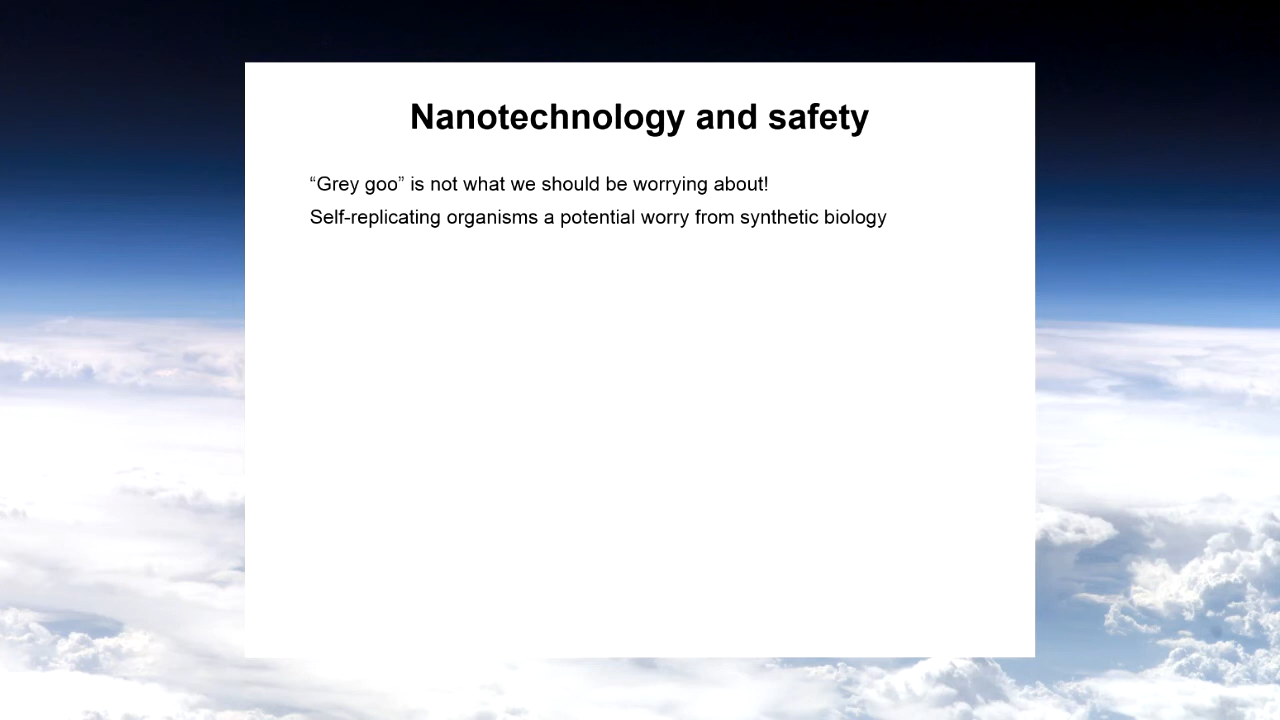 Nanotechnology and safety
“Grey goo” is not what we should be worrying about!
Self-replicating organisms a potential worry from synthetic biology